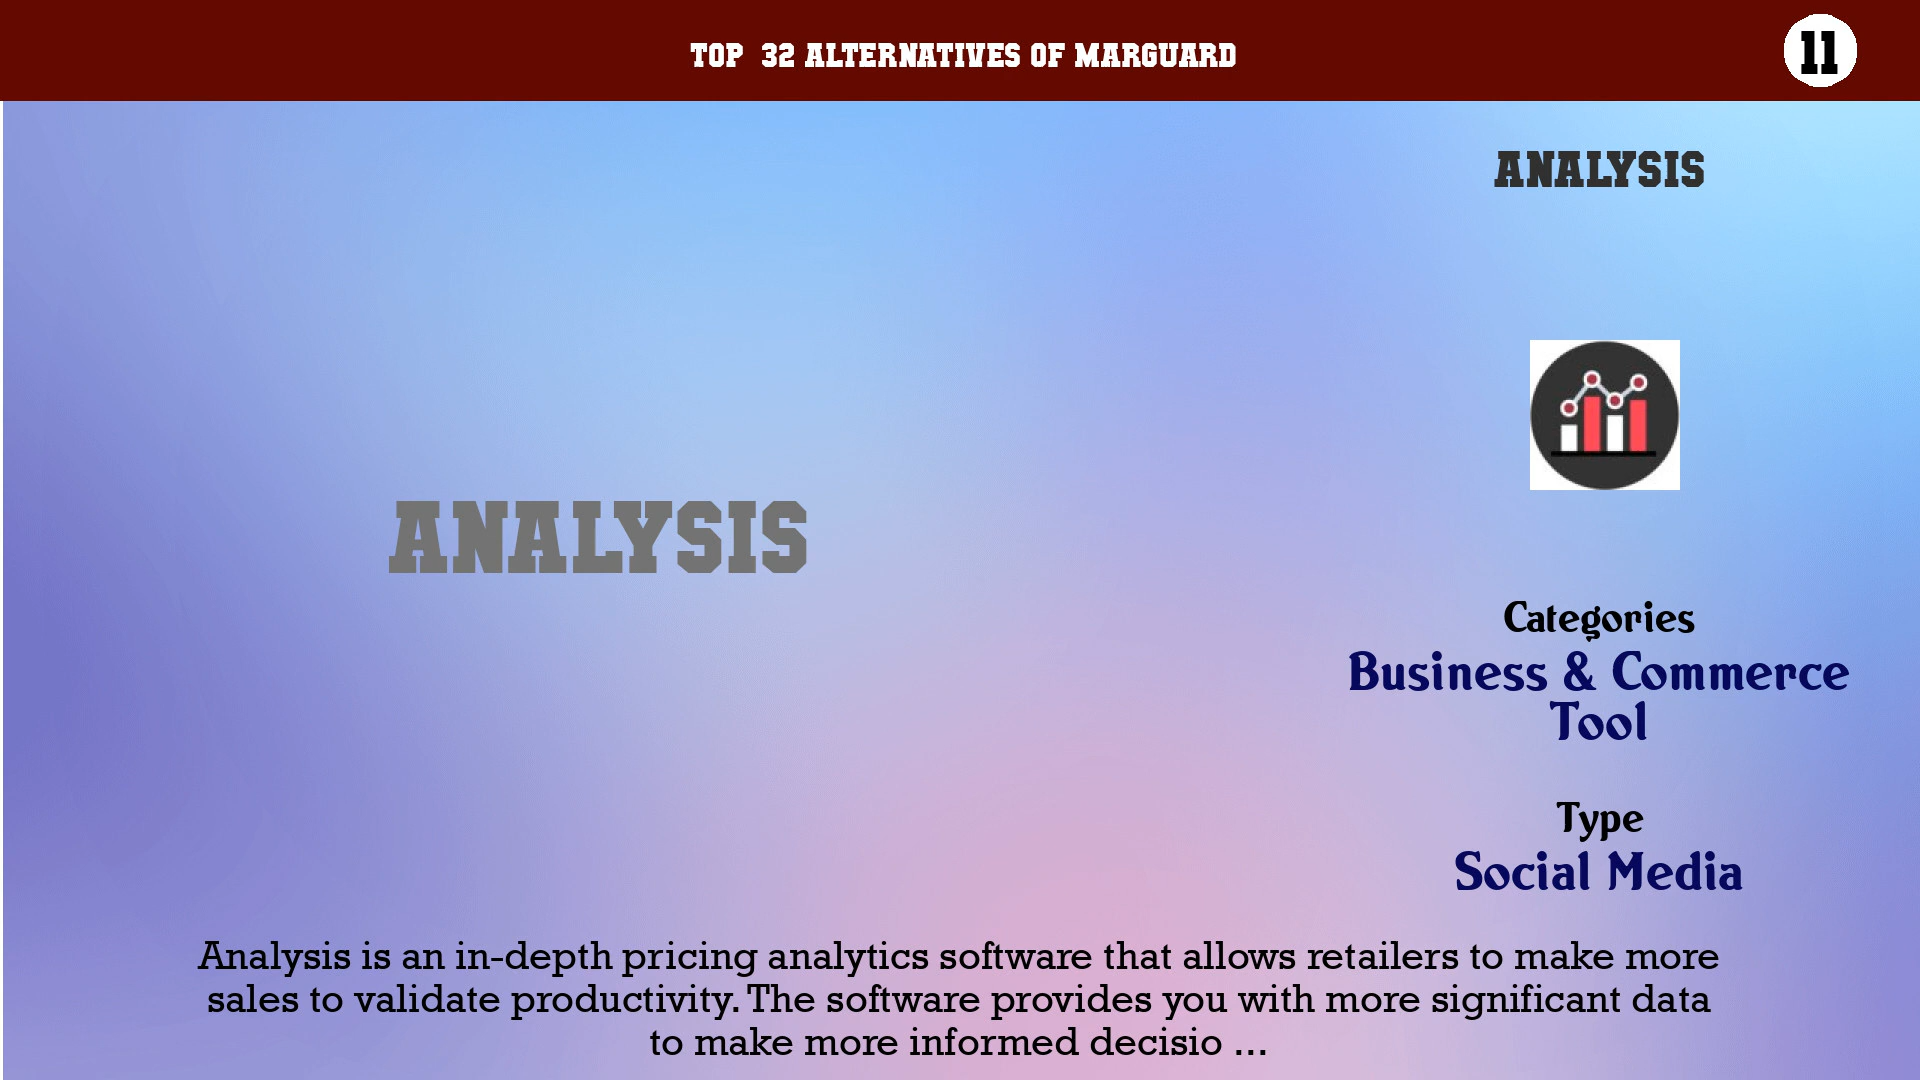 TOP 32 ALTERNATIVES OF MARGUARD
11
ANALYSIS
ANALYSIS
Categories
Business & Commerce
Tool
Type
Social Media
Analysis is an in-depth pricing analytics software that allows retailers to make more
sales to validate productivity. The software provides you with more significant data
to make more informed decisio ...